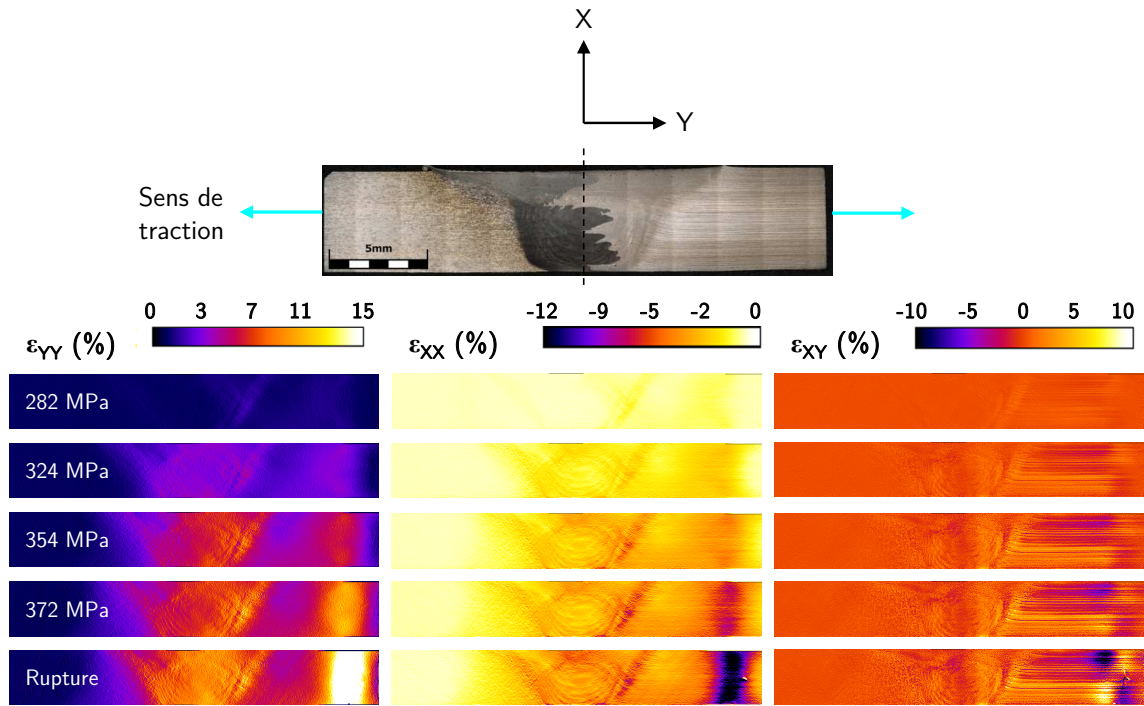 X
Y
Sens de
traction
5mm
0 3 7 11 15
εYY (%)
-12 -9 -5 -2 0
εXX (%)
-10 -5 0 5 10
εXY (%)
282 MPa
324 MPa
354 MPa
372 MPa
Rupture